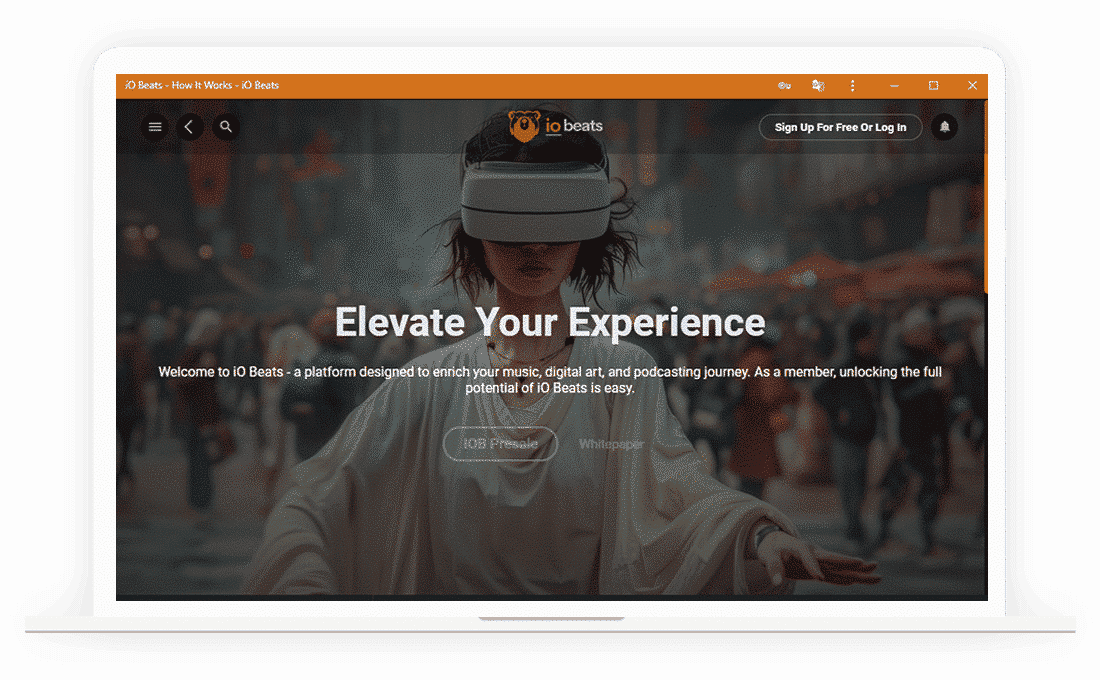 iO Beats - How It Works - iO Beats
io beats
Sign Up For Free Or Log In
Elevate Your Experience
Welcome to iO Beats - a platform designed to enrich your music, digital art, and podcasting journey. As a member, unlocking the full
potential of iO Beats is easy.
IOB Presale
Whitepaper